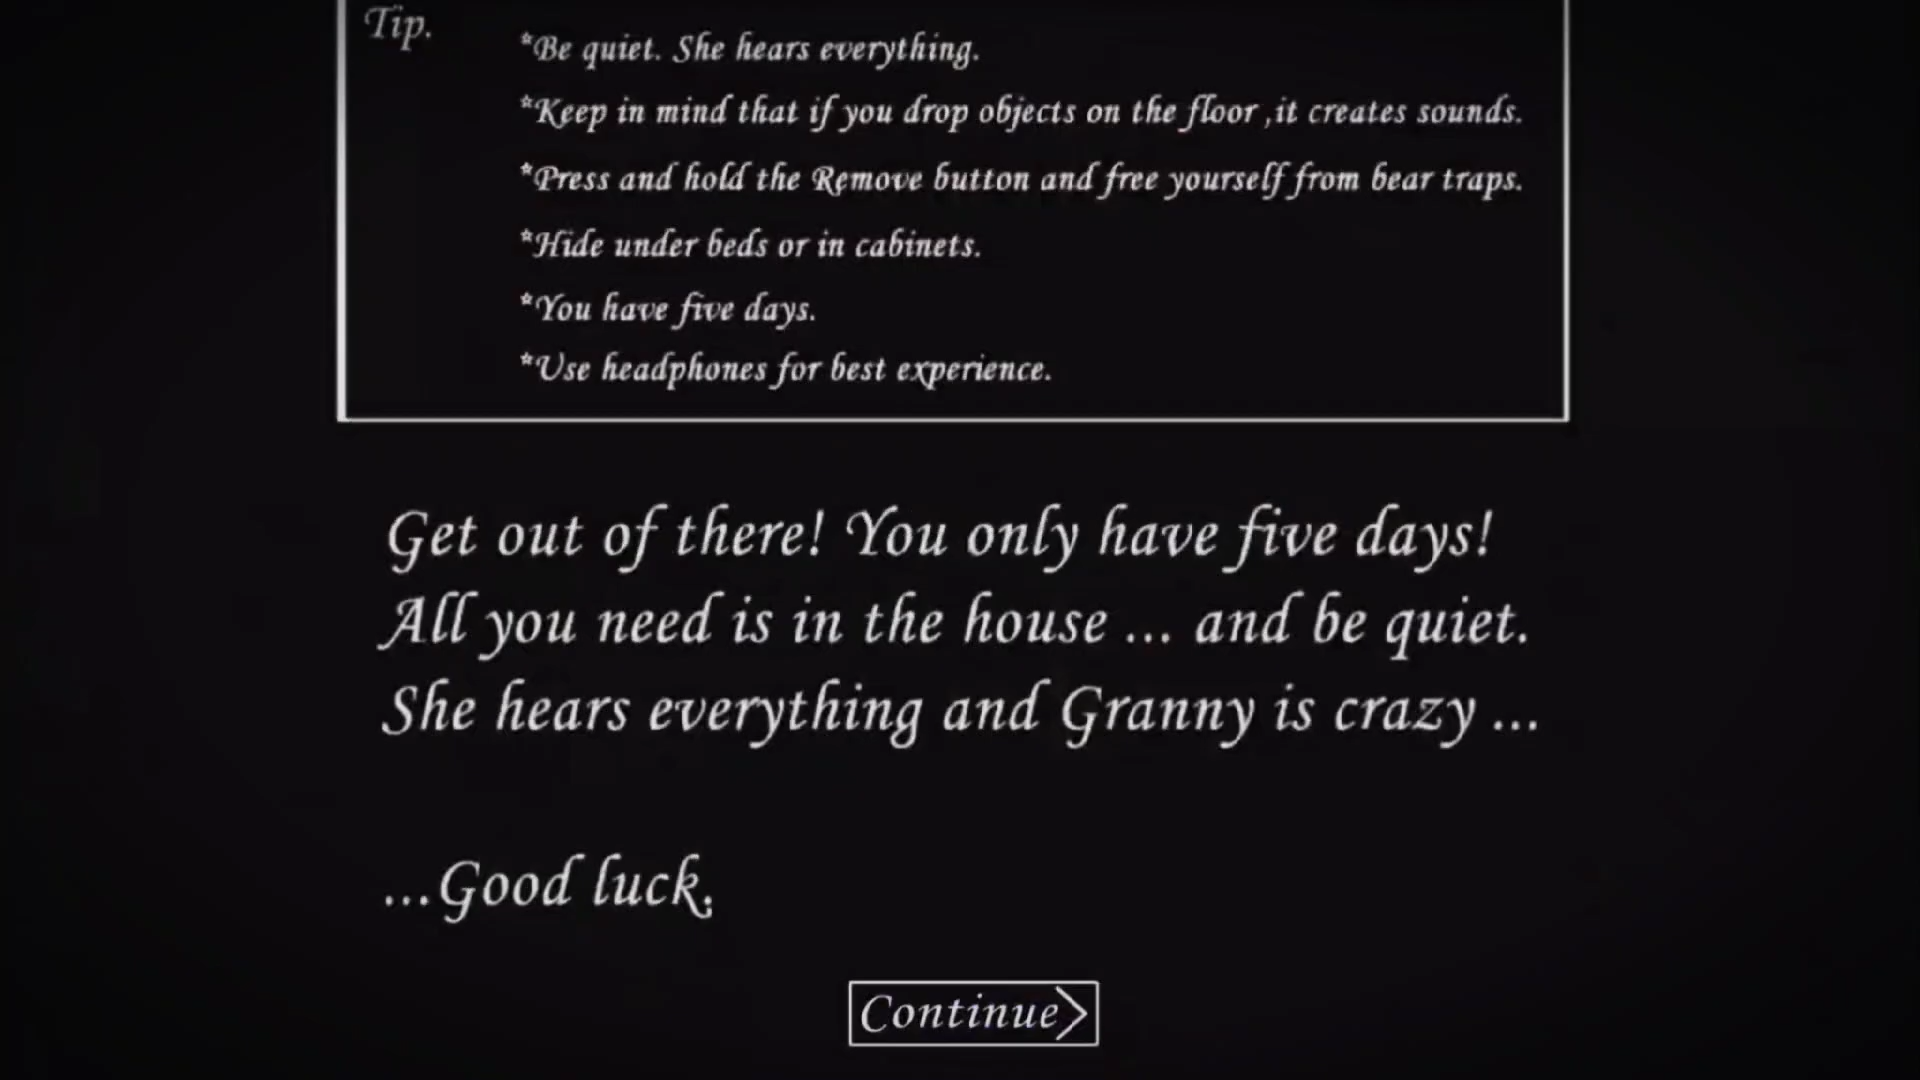 Tip.
*Be quiet. She hears everything.
*Keep in mind that if you drop objects on the floor ,it creates sounds.
*Press and hold the Remove button and free yourself from bear traps.
*Hide under beds or in cabinets.
*You have five days.
*Use headphones for best experience.
Get out of there! You only have five days!
All you need is in the house ... and be quiet.
She hears everything and Granny is crazy ...
...Good luck.
Continue